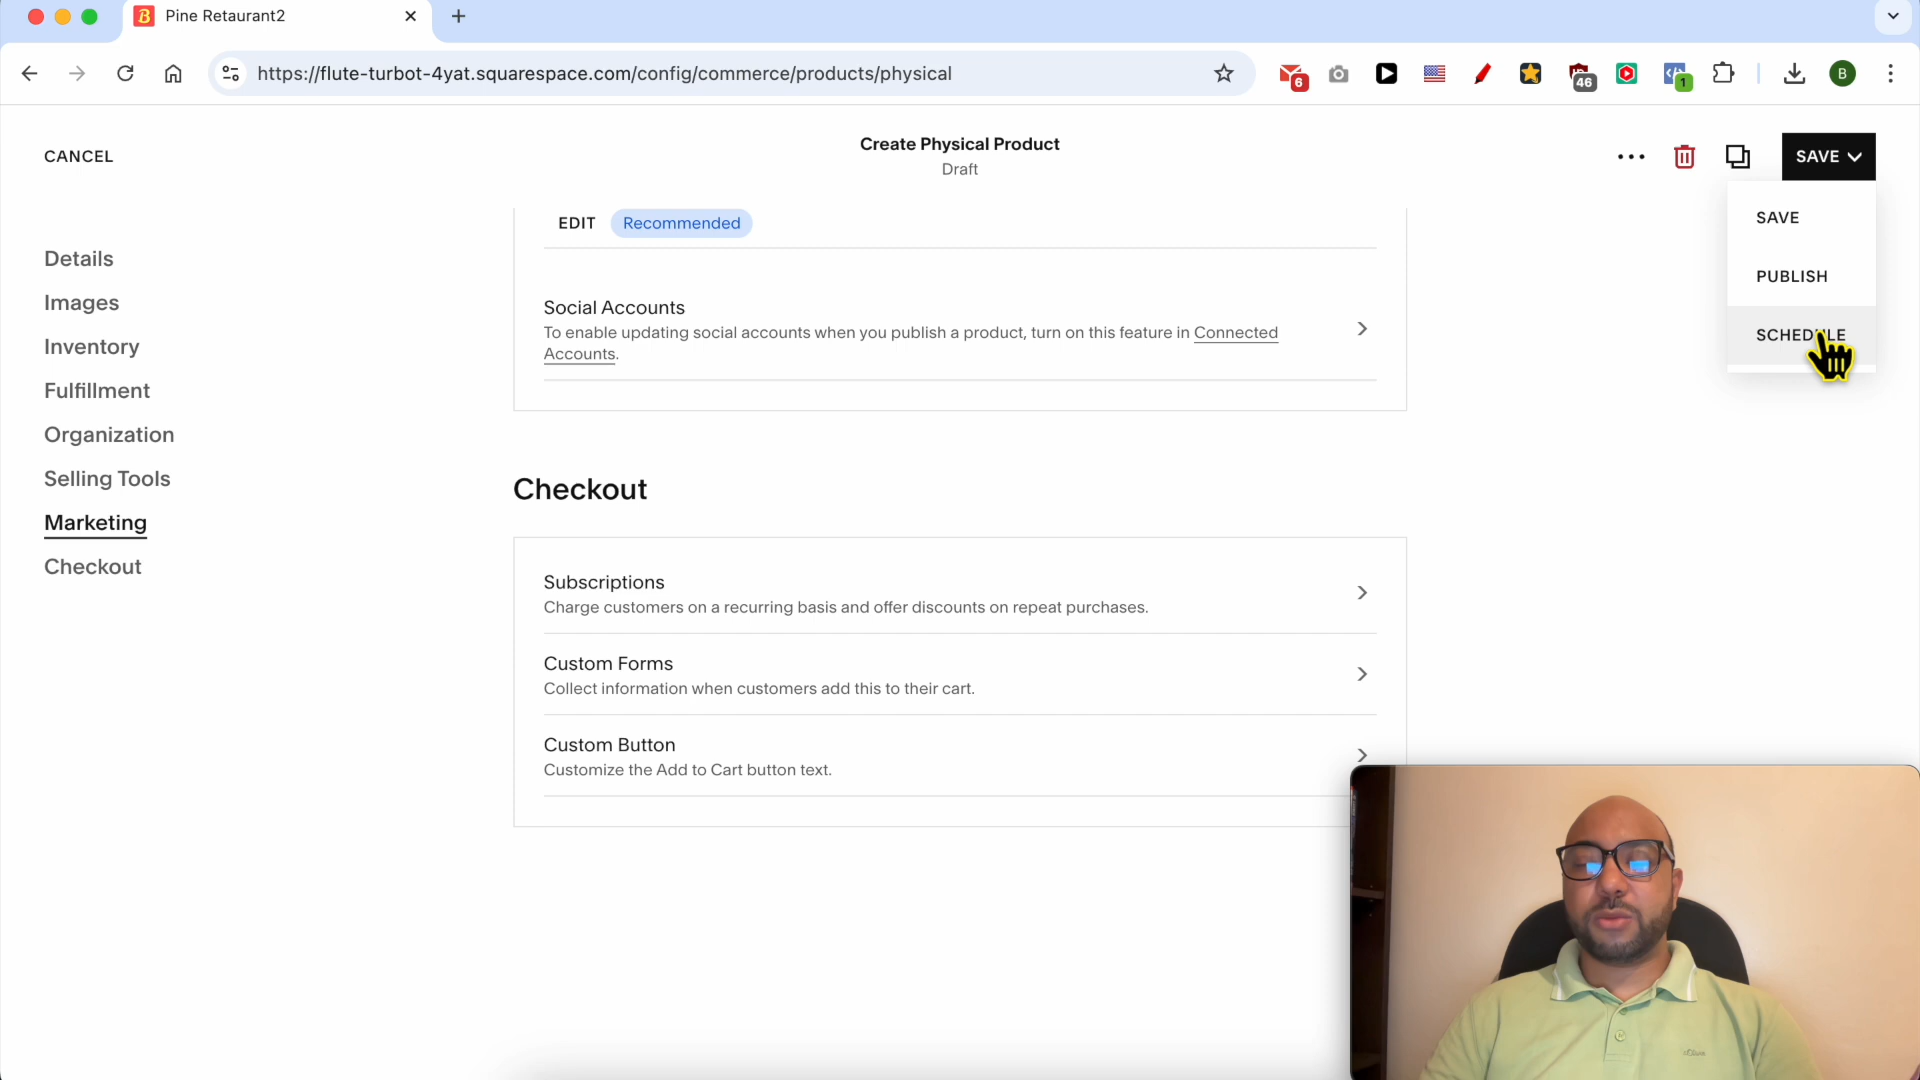 Pine Retaurant2
https://flute-turbot-4yat.squarespace.com/config/commerce/products/physical
6
46
1
B
CANCEL
Create Physical Product
Draft
SAVE
SAVE
PUBLISH
SCHEDULE
Details
Images
Inventory
Fulfillment
Organization
Selling Tools
Marketing
Checkout
EDIT Recommended
Social Accounts
To enable updating social accounts when you publish a product, turn on this feature in Connected
Accounts.
Checkout
Subscriptions
Charge customers on a recurring basis and offer discounts on repeat purchases.
Custom Forms
Collect information when customers add this to their cart.
Custom Button
Customize the Add to Cart button text.